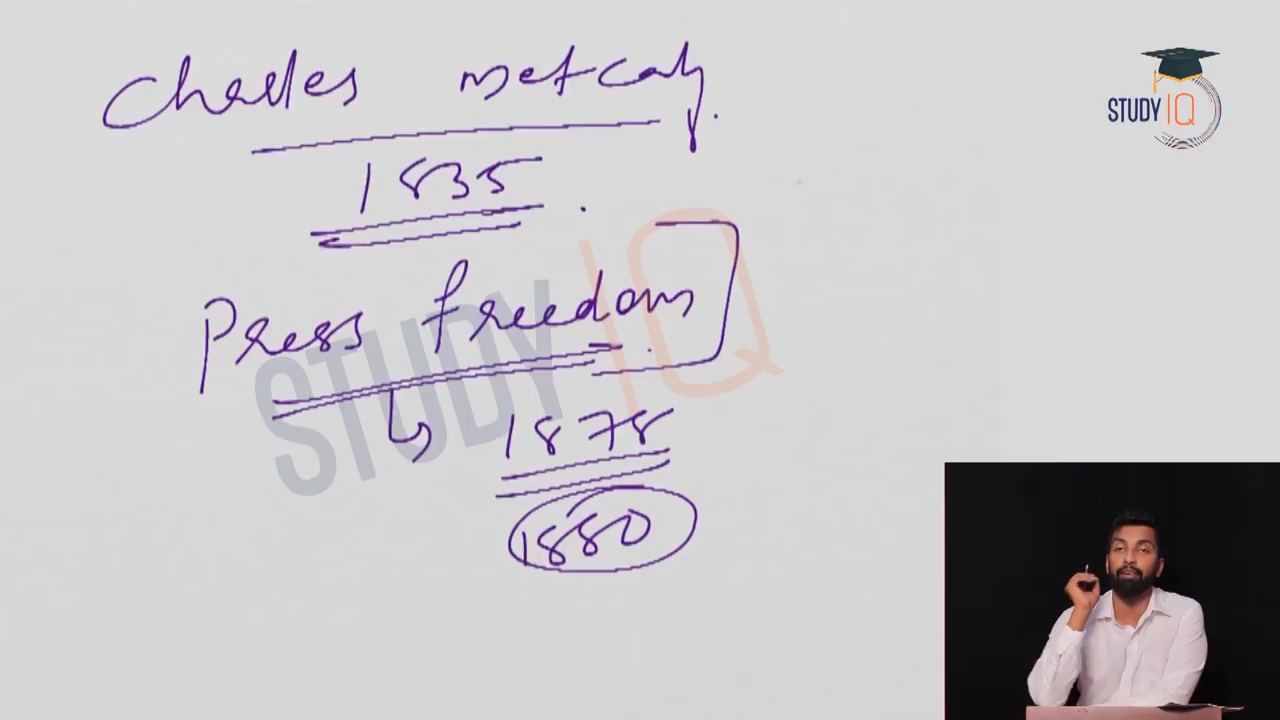 Charles Metcalf.
1835.
Press freedom.
↳ 1878
1880
STUDY IQ
STUDY IQ